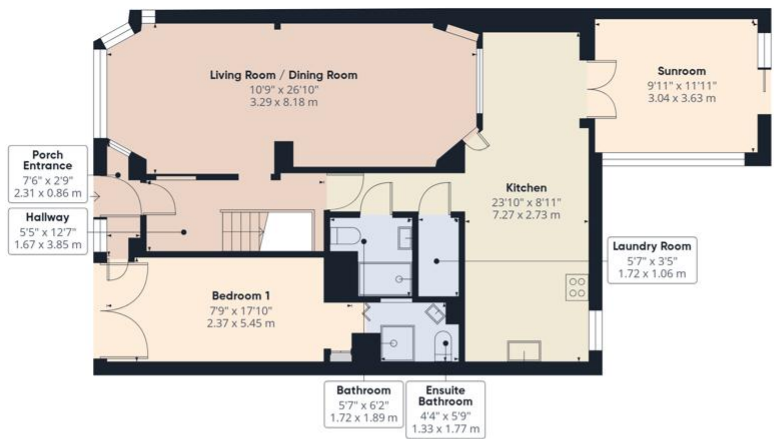 Living Room / Dining Room
10'9" x 26'10"
3.29 x 8.18 m
Sunroom
9'11" x 11'11"
3.04 x 3.63 m
Porch
Entrance
7'6" x 2'9"
2.31 x 0.86 m
Hallway
5'5" x 12'7"
1.67 x 3.85 m
Kitchen
23'10" x 8'11"
7.27 x 2.73 m
Laundry Room
5'7" x 3'5"
1.72 x 1.06 m
Bedroom 1
7'9" x 17'10"
2.37 x 5.45 m
Bathroom
5'7" x 6'2"
1.72 x 1.89 m
Ensuite
Bathroom
4'4" x 5'9"
1.33 x 1.77 m